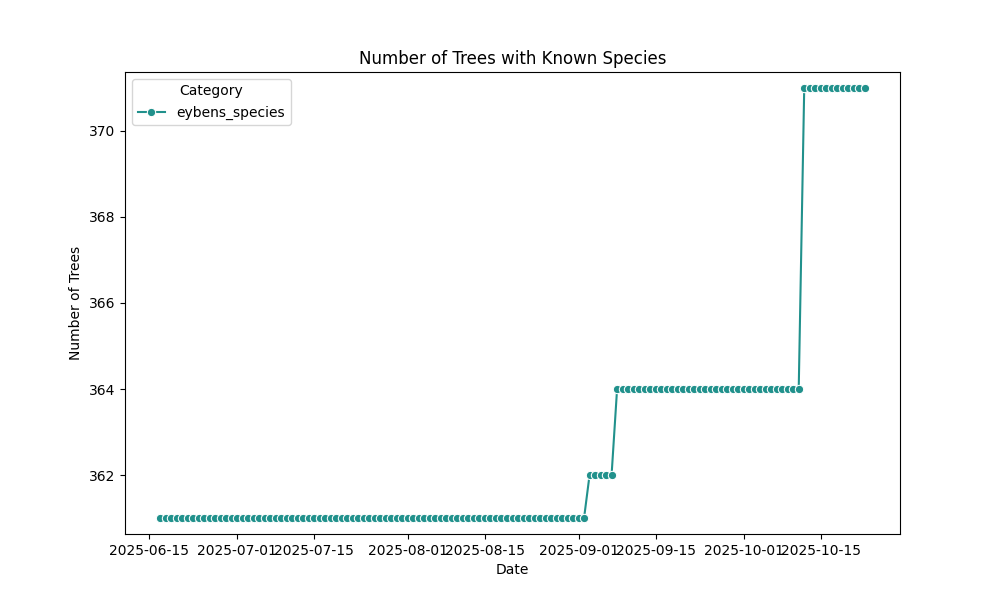 Number of Trees with Known Species
Category
eybens_species
Number of Trees
370
368
366
364
362
2025-06-15
2025-07-01
2025-07-15
2025-08-01
2025-08-15
2025-09-01
2025-09-15
2025-10-01
2025-10-15
Date